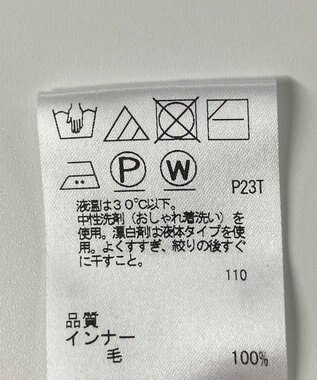 P W P23T
液温は30℃以下。
中性洗剤(おしゃれ着洗い)を
使用。漂白剤は液体タイプを使
用。よくすすぎ、絞りの後すぐ
に干すこと。
110
品質
インナー
毛 100%